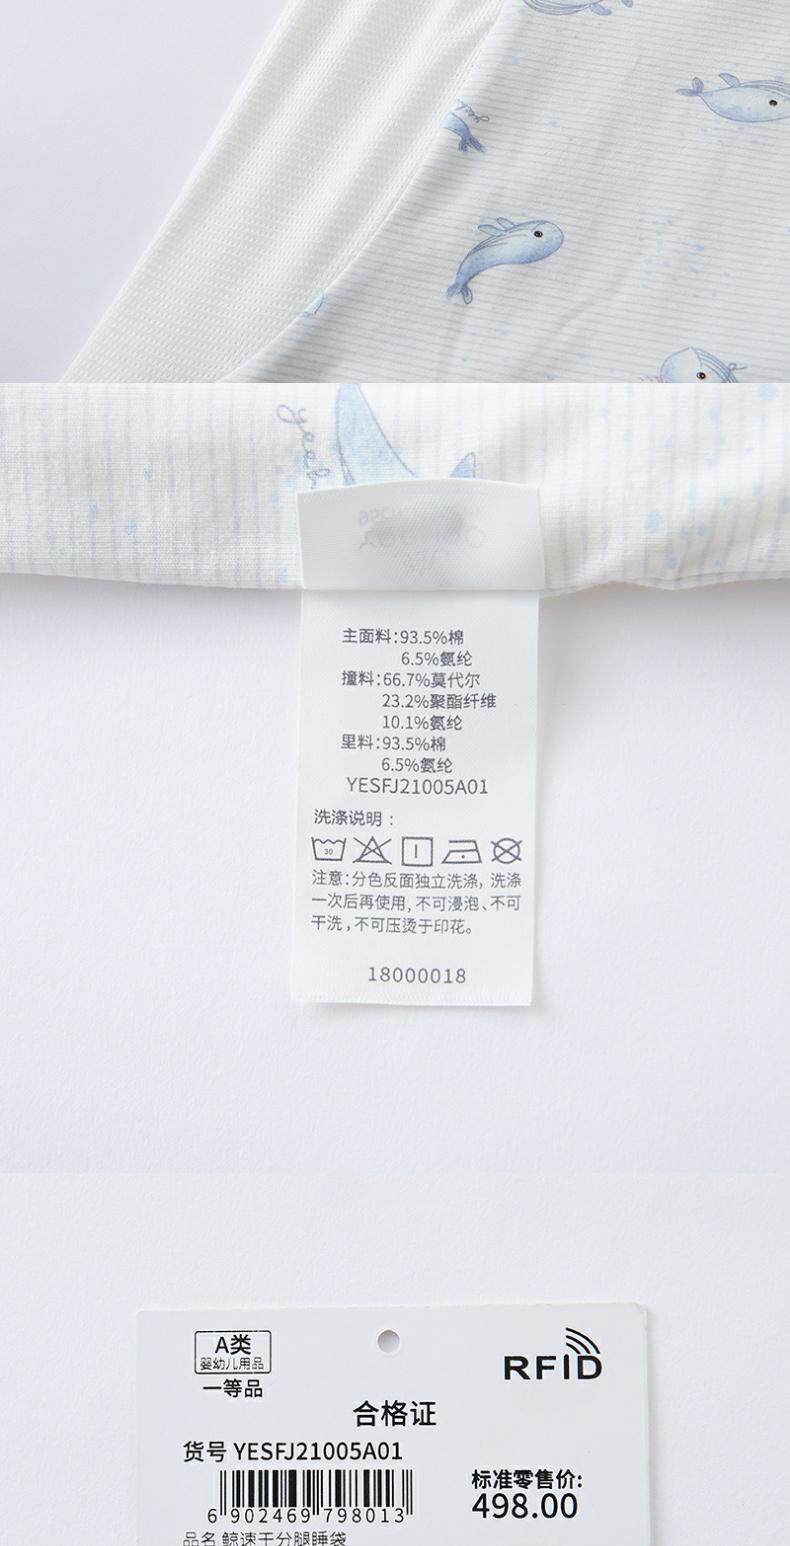 yeah
主面料:93.5%棉
6.5%氨纶
撞料:66.7%莫代尔
23.2%聚酯纤维
10.1%氨纶
里料:93.5%棉
6.5%氨纶
YESFJ21005A01
洗涤说明:
30
注意:分色反面独立洗涤,洗涤
一次后再使用,不可浸泡、不可
干洗,不可压烫于印花。
18000018
A类
婴幼儿用品
一等品
RFID
合格证
货号 YESFJ21005A01
标准零售价:
498.00
6 902469 798013
品名 鲸速干分腿睡袋